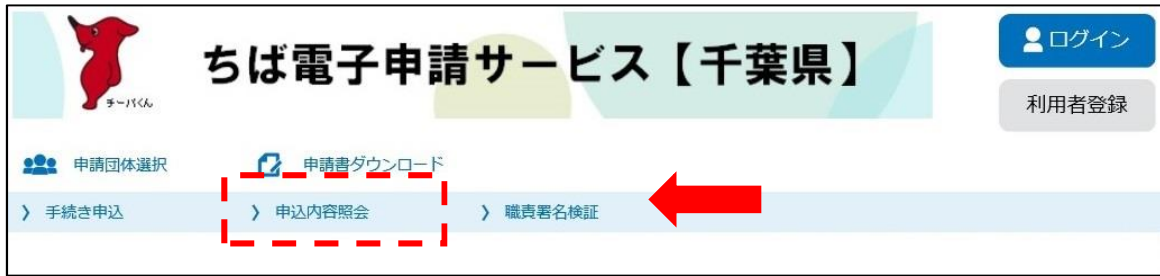 ちば電子申請サービス【千葉県】
ログイン
チーバくん
利用者登録
申請団体選択
申請書ダウンロード
手続き申込
申込内容照会
職責署名検証